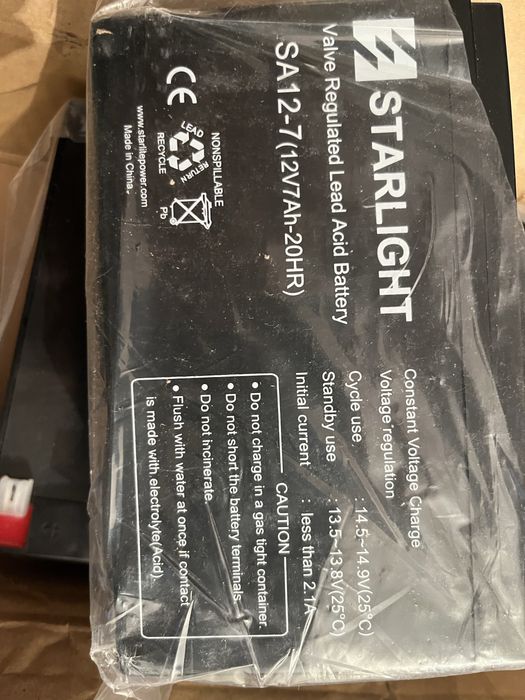 STARLIGHT
Valve Regulated Lead Acid Battery
SA12-7(12V7Ah-20HR)
CE
LEAD
RETURN
RECYCLE
NONSPILLABLE
Pb
www.starlitepower.com
Made in China
Constant Voltage Charge
Voltage regulation
Cycle use : 14.5~14.9V(25°C)
Standby use : 13.5~13.8V(25°C)
Initial current : less than 2.1A
CAUTION
• Do not charge in a gas tight container.
• Do not short the battery terminals
• Do not incinerate
• Flush with water at once if contact
is made with electrolyte(Acid).